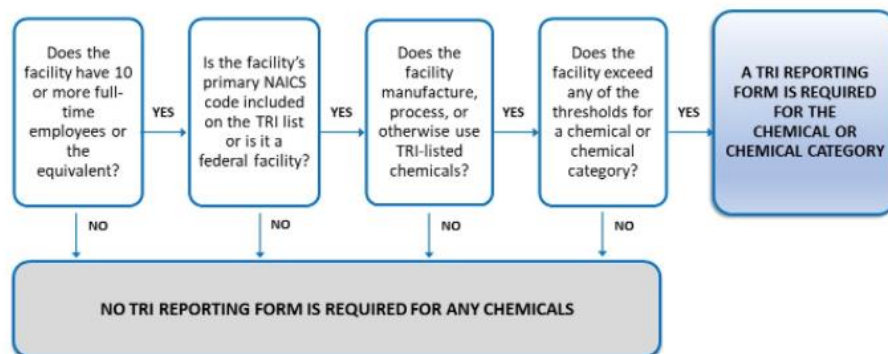 Does the
facility have 10
or more full-
time
employees or
the
equivalent?
YES
Is the facility's
primary NAICS
code included
on the TRI list
or is it a
federal facility?
YES
Does the
facility
manufacture,
process, or
otherwise use
TRI-listed
chemicals?
YES
Does the
facility exceed
any of the
thresholds for
a chemical or
chemical
category?
YES
A TRI REPORTING
FORM IS REQUIRED
FOR THE
CHEMICAL OR
CHEMICAL CATEGORY
NO
NO
NO
NO
NO TRI REPORTING FORM IS REQUIRED FOR ANY CHEMICALS